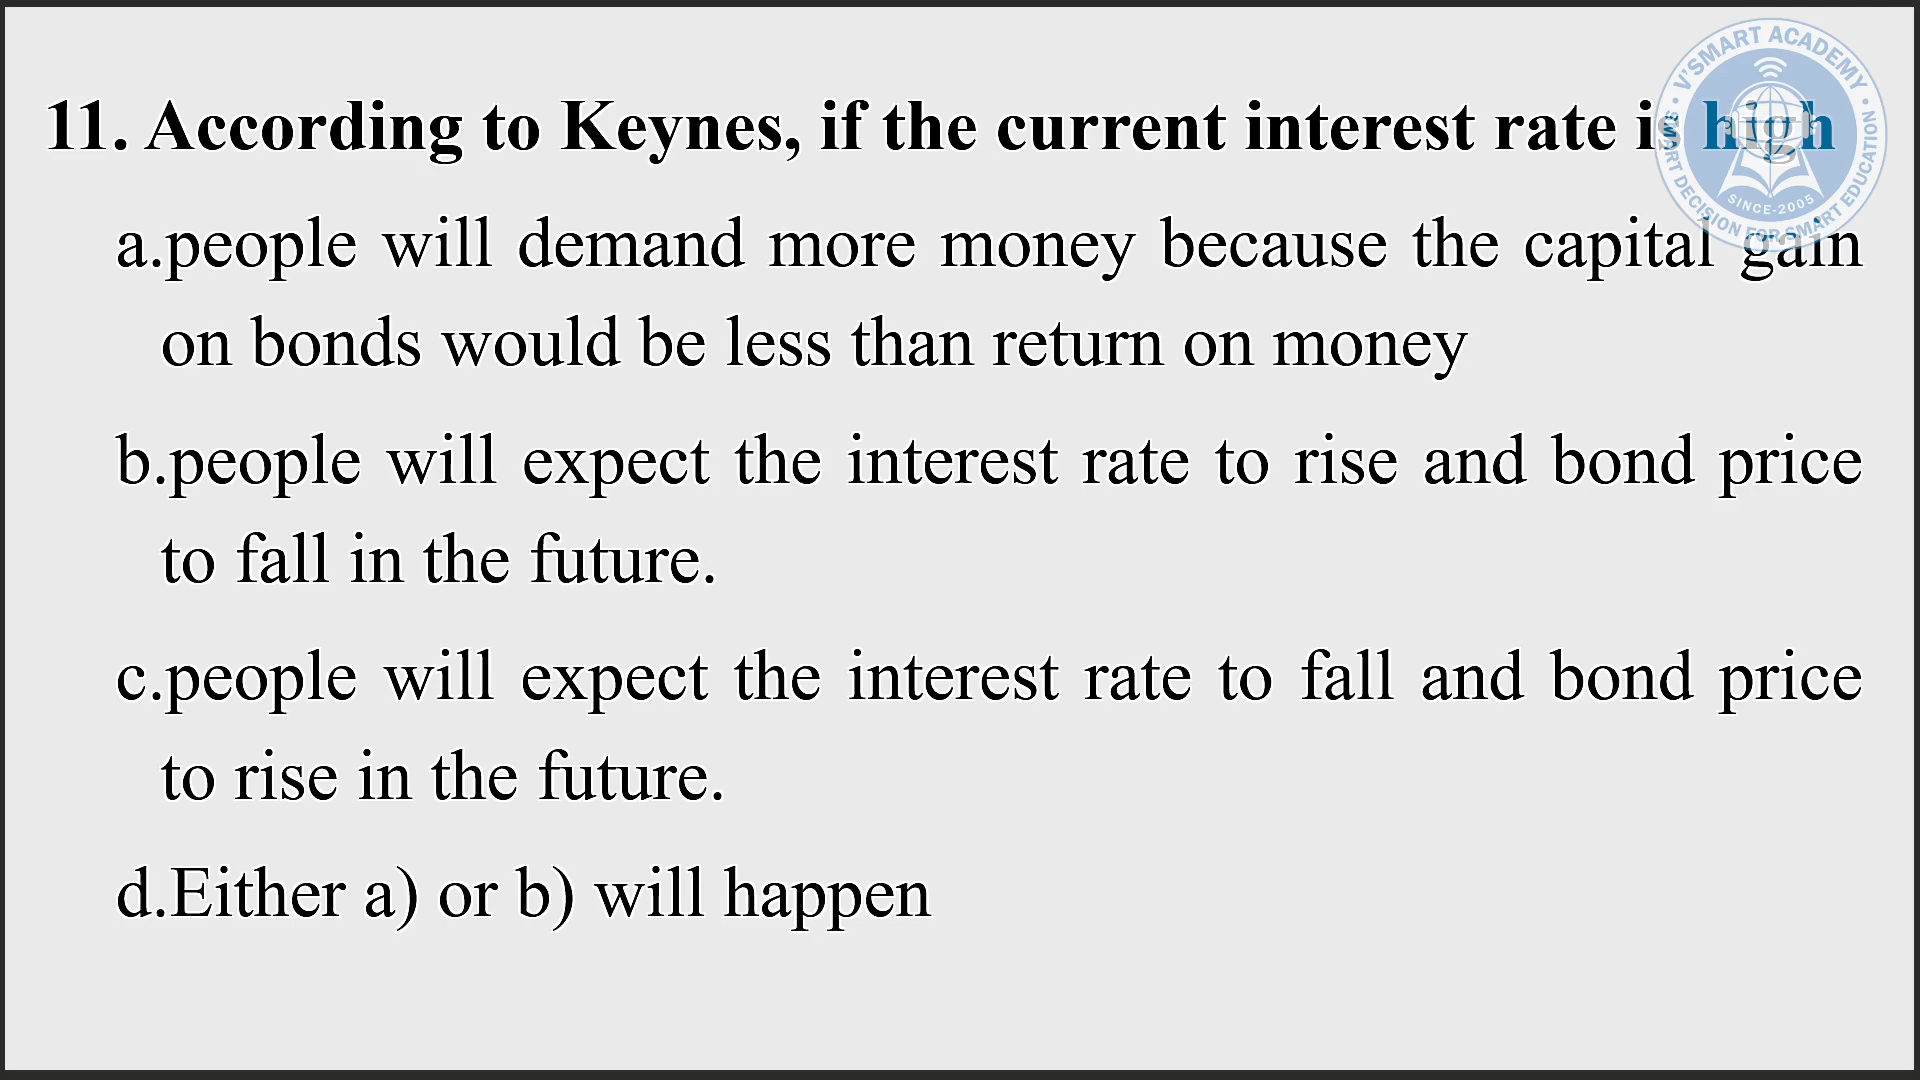 11. According to Keynes, if the current interest rate is high
a.people will demand more money because the capital gain
on bonds would be less than return on money
b.people will expect the interest rate to rise and bond price
to fall in the future.
c.people will expect the interest rate to fall and bond price
to rise in the future.
d.Either a) or b) will happen
V'SMART ACADEMY
SMART DECISION FOR SMART EDUCATION
SINCE-2005